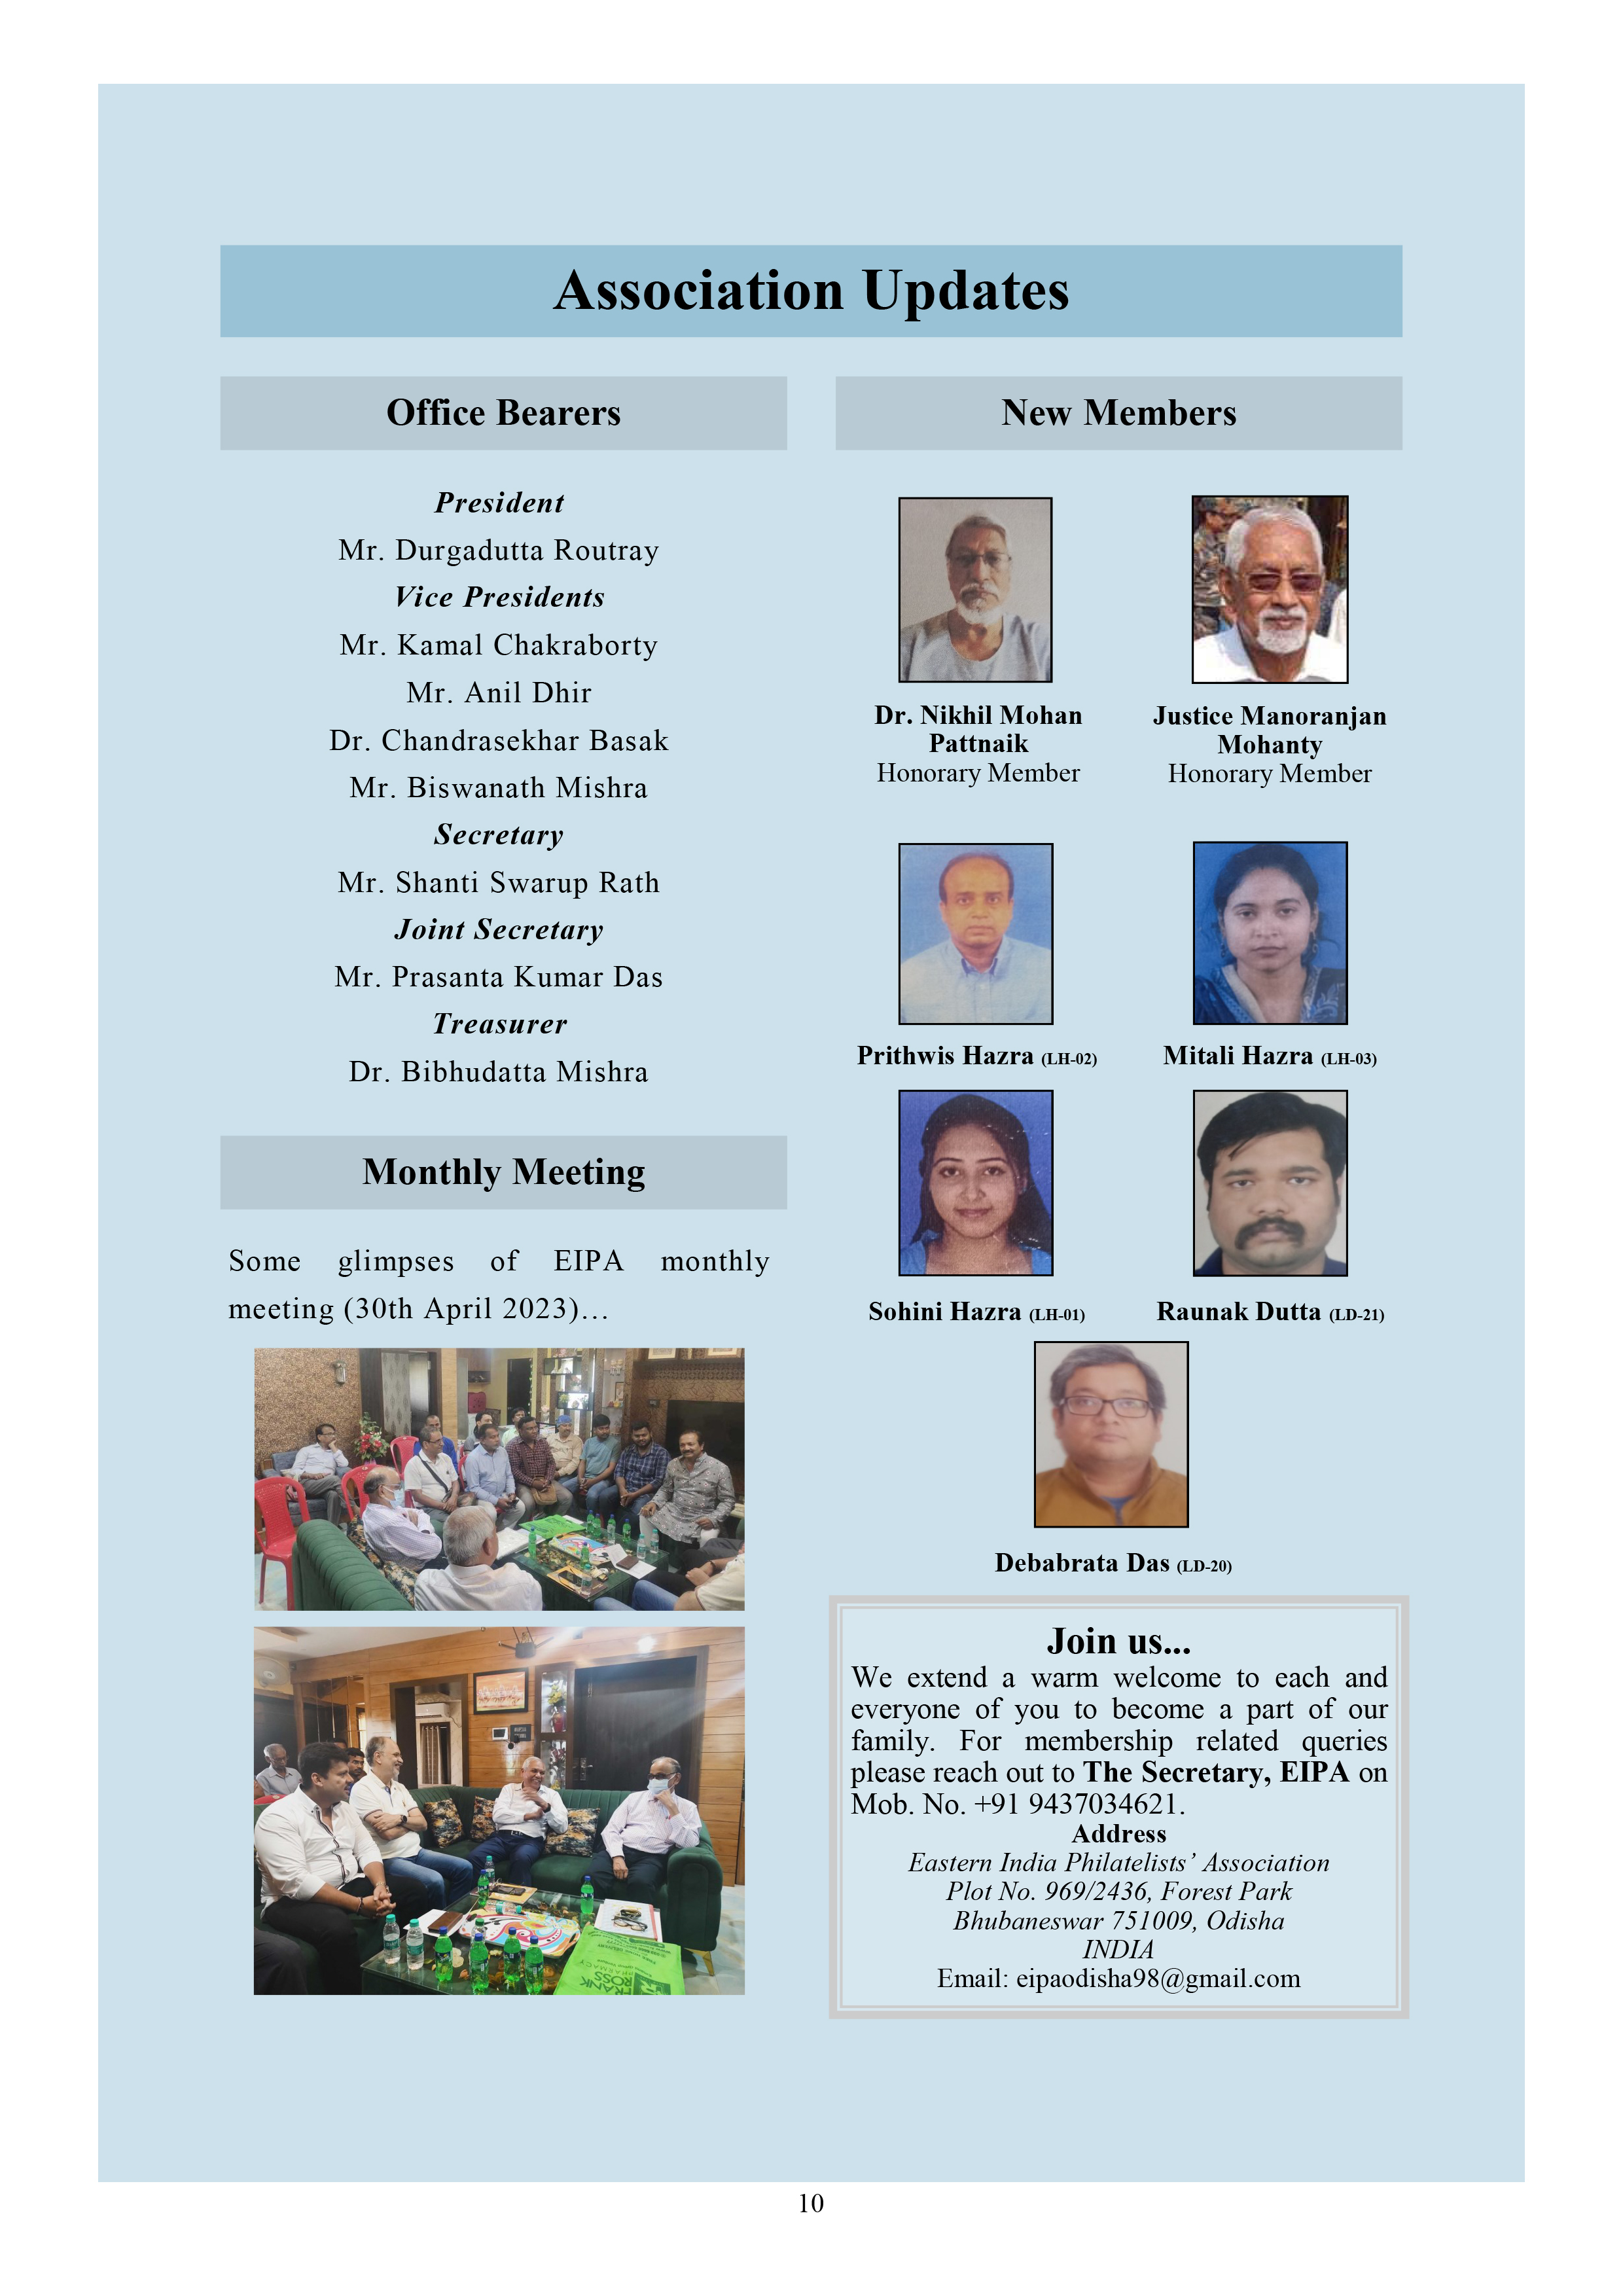 Association Updates
Office Bearers
President
Mr. Durgadutta Routray
Vice Presidents
Mr. Kamal Chakraborty
Mr. Anil Dhir
Dr. Chandrasekhar Basak
Mr. Biswanath Mishra
Secretary
Mr. Shanti Swarup Rath
Joint Secretary
Mr. Prasanta Kumar Das
Treasurer
Dr. Bibhudatta Mishra
Monthly Meeting
Some glimpses of EIPA monthly
meeting (30th April 2023)…
FRANK
ROSS
PHARMACY
New Members
Dr. Nikhil Mohan
Pattnaik
Honorary Member
Justice Manoranjan
Mohanty
Honorary Member
Prithwis Hazra (LH-02)
Mitali Hazra (LH-03)
Sohini Hazra (LH-01)
Raunak Dutta (LD-21)
Debabrata Das (LD-20)
Join us...
We extend a warm welcome to each and
everyone of you to become a part of our
family. For membership related queries
please reach out to The Secretary, EIPA on
Mob. No. +91 9437034621.
Address
Eastern India Philatelists’ Association
Plot No. 969/2436, Forest Park
Bhubaneswar 751009, Odisha
INDIA
Email: eipaodisha98@gmail.com
10